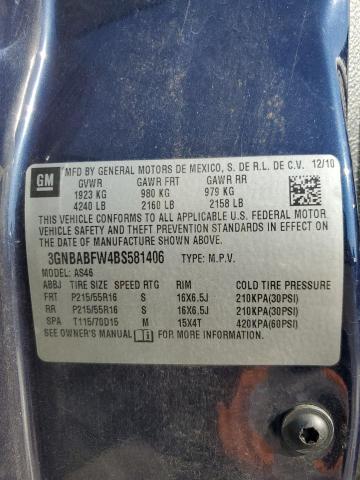 GM
MFD BY GENERAL MOTORS DE MEXICO, S. DE R.L. DE C.V. 12/10
GVWR GAWR FRT GAWR RR
1923 KG 980 KG 979 KG
4240 LB 2160 LB 2158 LB
THIS VEHICLE CONFORMS TO ALL APPLICABLE U.S. FEDERAL MOTOR
VEHICLE SAFETY AND THEFT PREVENTION STANDARDS IN EFFECT ON
THE DATE OF MANUFACTURE SHOWN ABOVE.
3GNBABFW4BS581406 TYPE: M.P.V.
MODEL: AS46
ABBJ TIRE SIZE SPEED RTG RIM COLD TIRE PRESSURE
FRT P215/55R16 S 16X6.5J 210KPA(30PSI)
RR P215/55R16 S 16X6.5J 210KPA(30PSI)
SPA T115/70D15 M 15X4T 420KPA(60PSI)
SEE OWNER'S MANUAL FOR MORE INFORMATION.